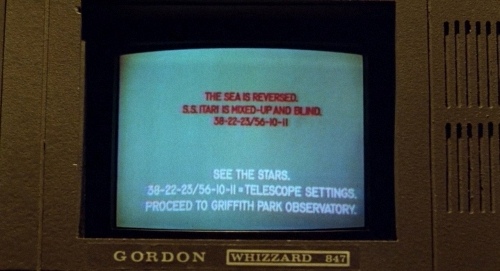 THE SEA IS REVERSED.
S.S. ITARI IS MIXED-UP AND BLIND.
38-22-23/56-10-11
SEE THE STARS.
38-22-23/56-10-11 = TELESCOPE SETTINGS.
PROCEED TO GRIFFITH PARK OBSERVATORY.
GORDON WHIZZARD 847